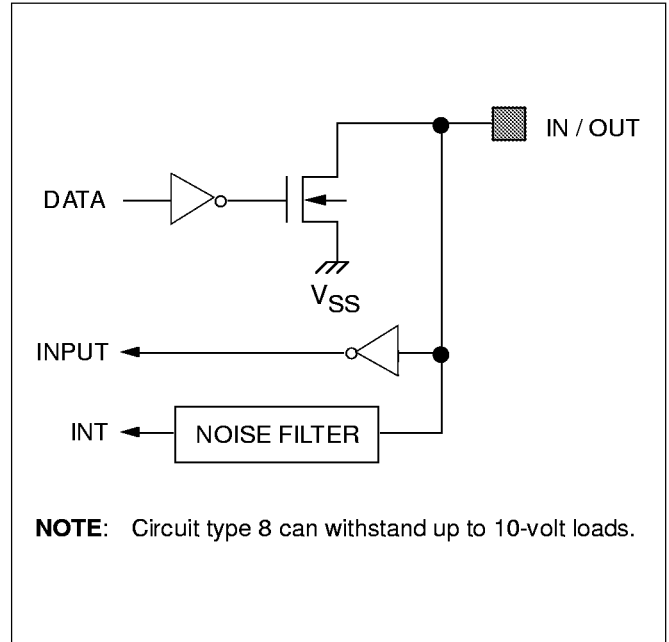 IN / OUT
DATA
VSS
INPUT
INT
NOISE FILTER
NOTE: Circuit type 8 can withstand up to 10-volt loads.